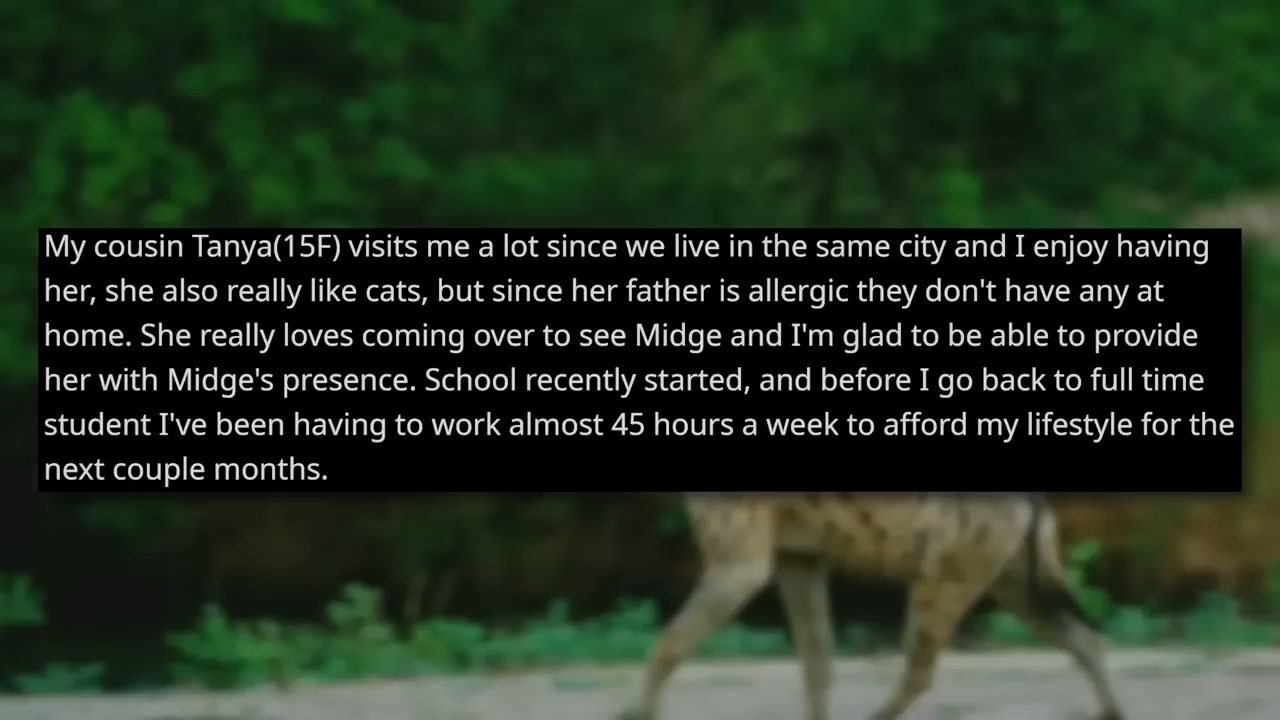 My cousin Tanya(15F) visits me a lot since we live in the same city and I enjoy having
her, she also really like cats, but since her father is allergic they don't have any at
home. She really loves coming over to see Midge and I'm glad to be able to provide
her with Midge's presence. School recently started, and before I go back to full time
student I've been having to work almost 45 hours a week to afford my lifestyle for the
next couple months.